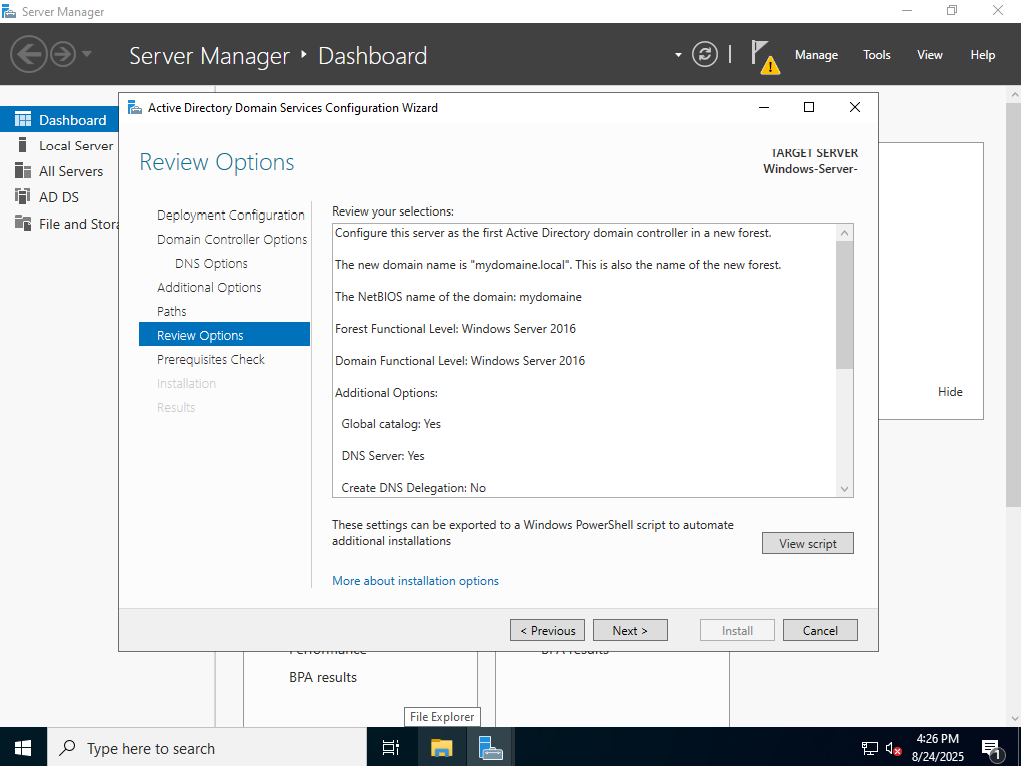 Server Manager
Server Manager ‣ Dashboard
Manage
Tools
View
Help
Dashboard
Local Server
All Servers
AD DS
File and Stora
Active Directory Domain Services Configuration Wizard
Review Options
TARGET SERVER
Windows-Server-
Deployment Configuration
Domain Controller Options
DNS Options
Additional Options
Paths
Review Options
Prerequisites Check
Installation
Results
Review your selections:
Configure this server as the first Active Directory domain controller in a new forest.
The new domain name is "mydomaine.local". This is also the name of the new forest.
The NetBIOS name of the domain: mydomaine
Forest Functional Level: Windows Server 2016
Domain Functional Level: Windows Server 2016
Additional Options:
Global catalog: Yes
DNS Server: Yes
Create DNS Delegation: No
These settings can be exported to a Windows PowerShell script to automate
additional installations
View script
More about installation options
< Previous
Next >
Install
Cancel
Hide
Performance
BPA results
BPA results
File Explorer
Type here to search
4:26 PM
8/24/2025
1